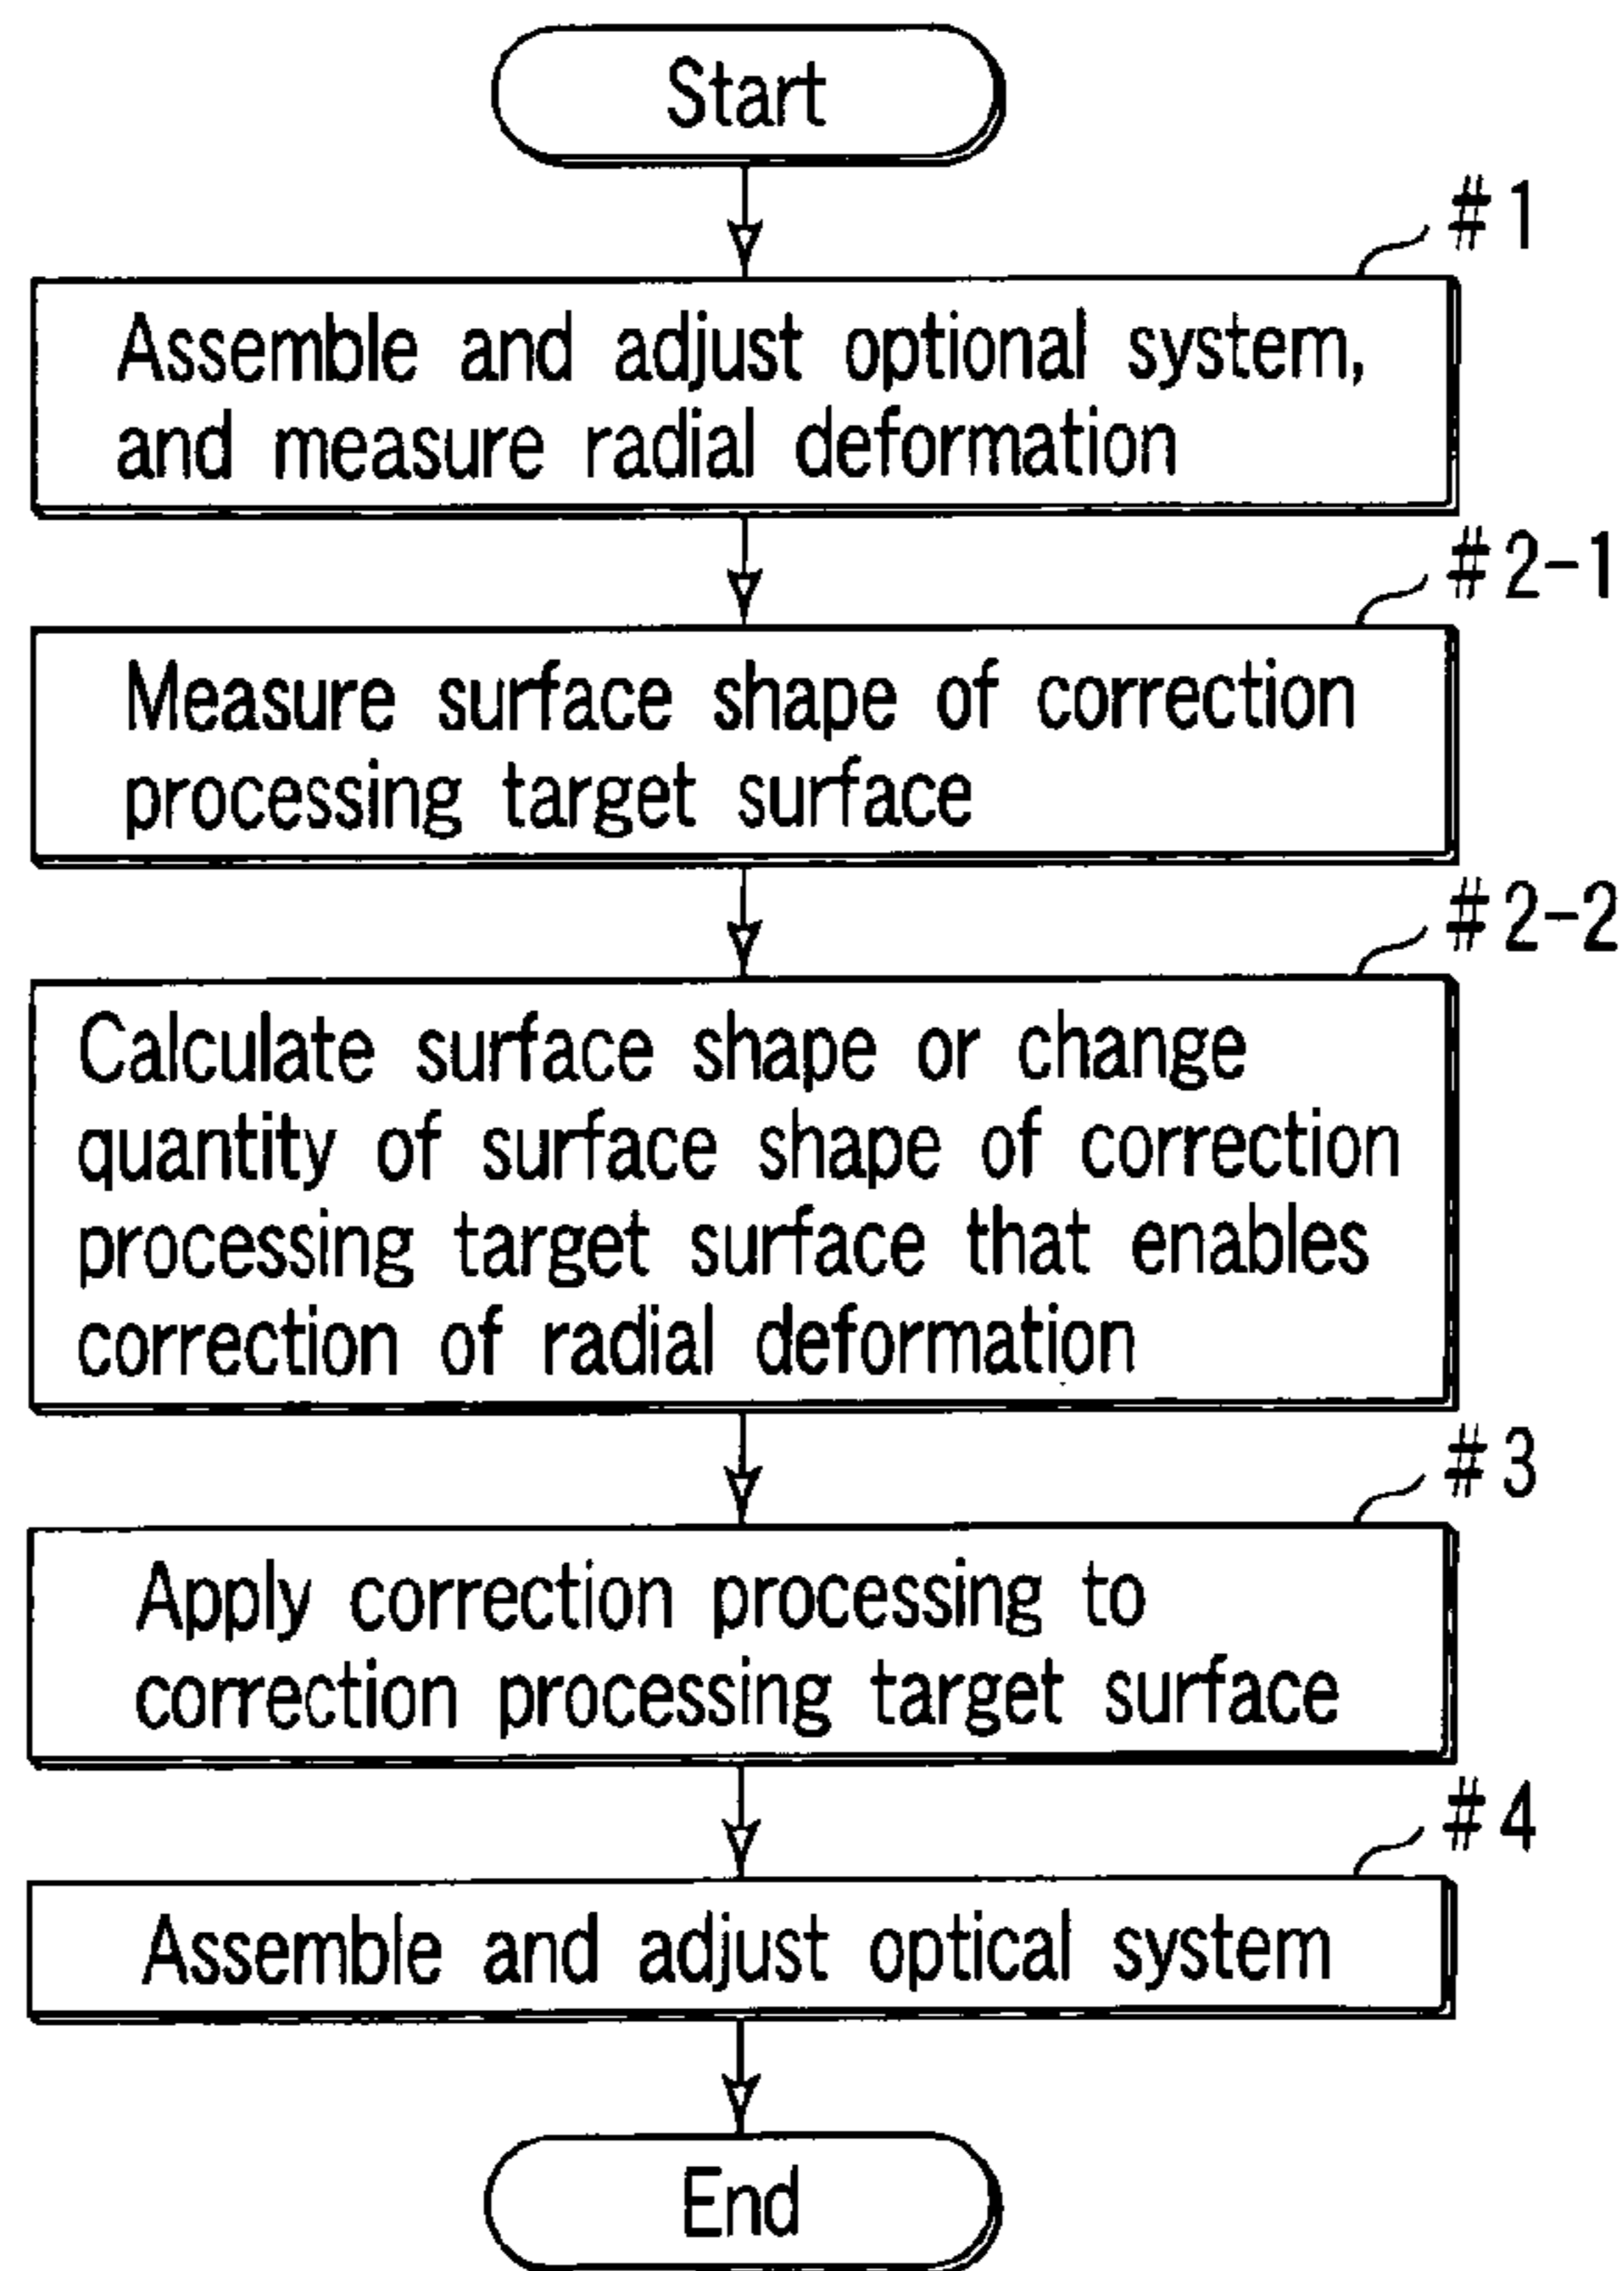 Start
#1
Assemble and adjust optional system,
and measure radial deformation
#2-1
Measure surface shape of correction
processing target surface
#2-2
Calculate surface shape or change
quantity of surface shape of correction
processing target surface that enables
correction of radial deformation
#3
Apply correction processing to
correction processing target surface
#4
Assemble and adjust optical system
End